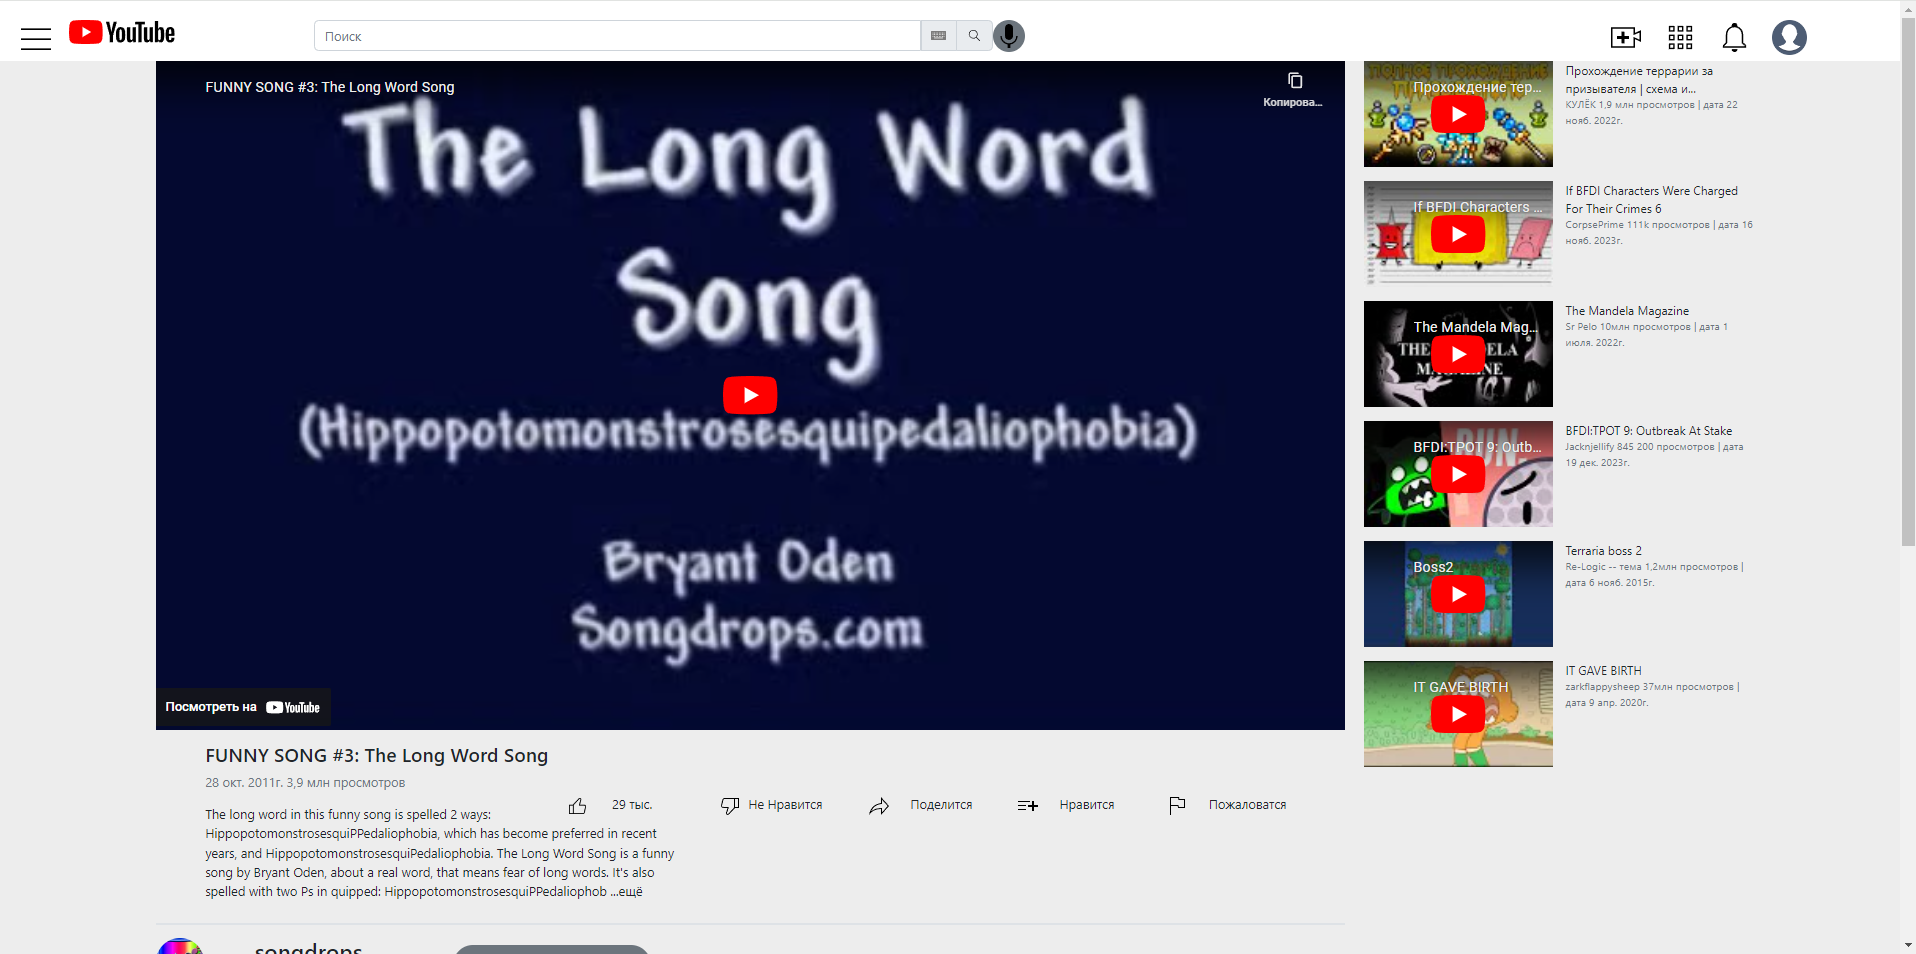 YouTube
Поиск
FUNNY SONG #3: The Long Word Song
Копирова...
The Long Word
Song
(Hippopotomonstrosesquipedaliophobia)
Bryant Oden
Songdrops.com
Посмотреть на YouTube
FUNNY SONG #3: The Long Word Song
28 окт. 2011г. 3,9 млн просмотров
The long word in this funny song is spelled 2 ways:
HippopotomonstrosesquiPPedaliophobia, which has become preferred in recent
years, and HippopotomonstrosesquiPedaliophobia. The Long Word Song is a funny
song by Bryant Oden, about a real word, that means fear of long words. It's also
spelled with two Ps in quipped: HippopotomonstrosesquiPPedaliophob ...ещё
29 тыс.
Не Нравится
Поделится
Нравится
Пожаловатся
songdrops
ПОЛНОЕ ПРОХОЖДЕНИЕ
Прохождение тер...
Прохождение террарии за
призывателя | схема и...
КУЛЁК 1,9 млн просмотров | дата 22
нояб. 2022г.
If BFDI Characters ...
If BFDI Characters Were Charged
For Their Crimes 6
CorpsePrime 111k просмотров | дата 16
нояб. 2023г.
The Mandela Mag...
The Mandela Magazine
Sr Pelo 10млн просмотров | дата 1
июля. 2022г.
BFDI:TPOT 9: Outb...
RUN.
BFDI:TPOT 9: Outbreak At Stake
Jacknjellify 845 200 просмотров | дата
19 дек. 2023г.
Boss2
Terraria boss 2
Re-Logic -- тема 1,2млн просмотров |
дата 6 нояб. 2015г.
IT GAVE BIRTH
IT GAVE BIRTH
zarkflappysheep 37млн просмотров |
дата 9 апр. 2020г.